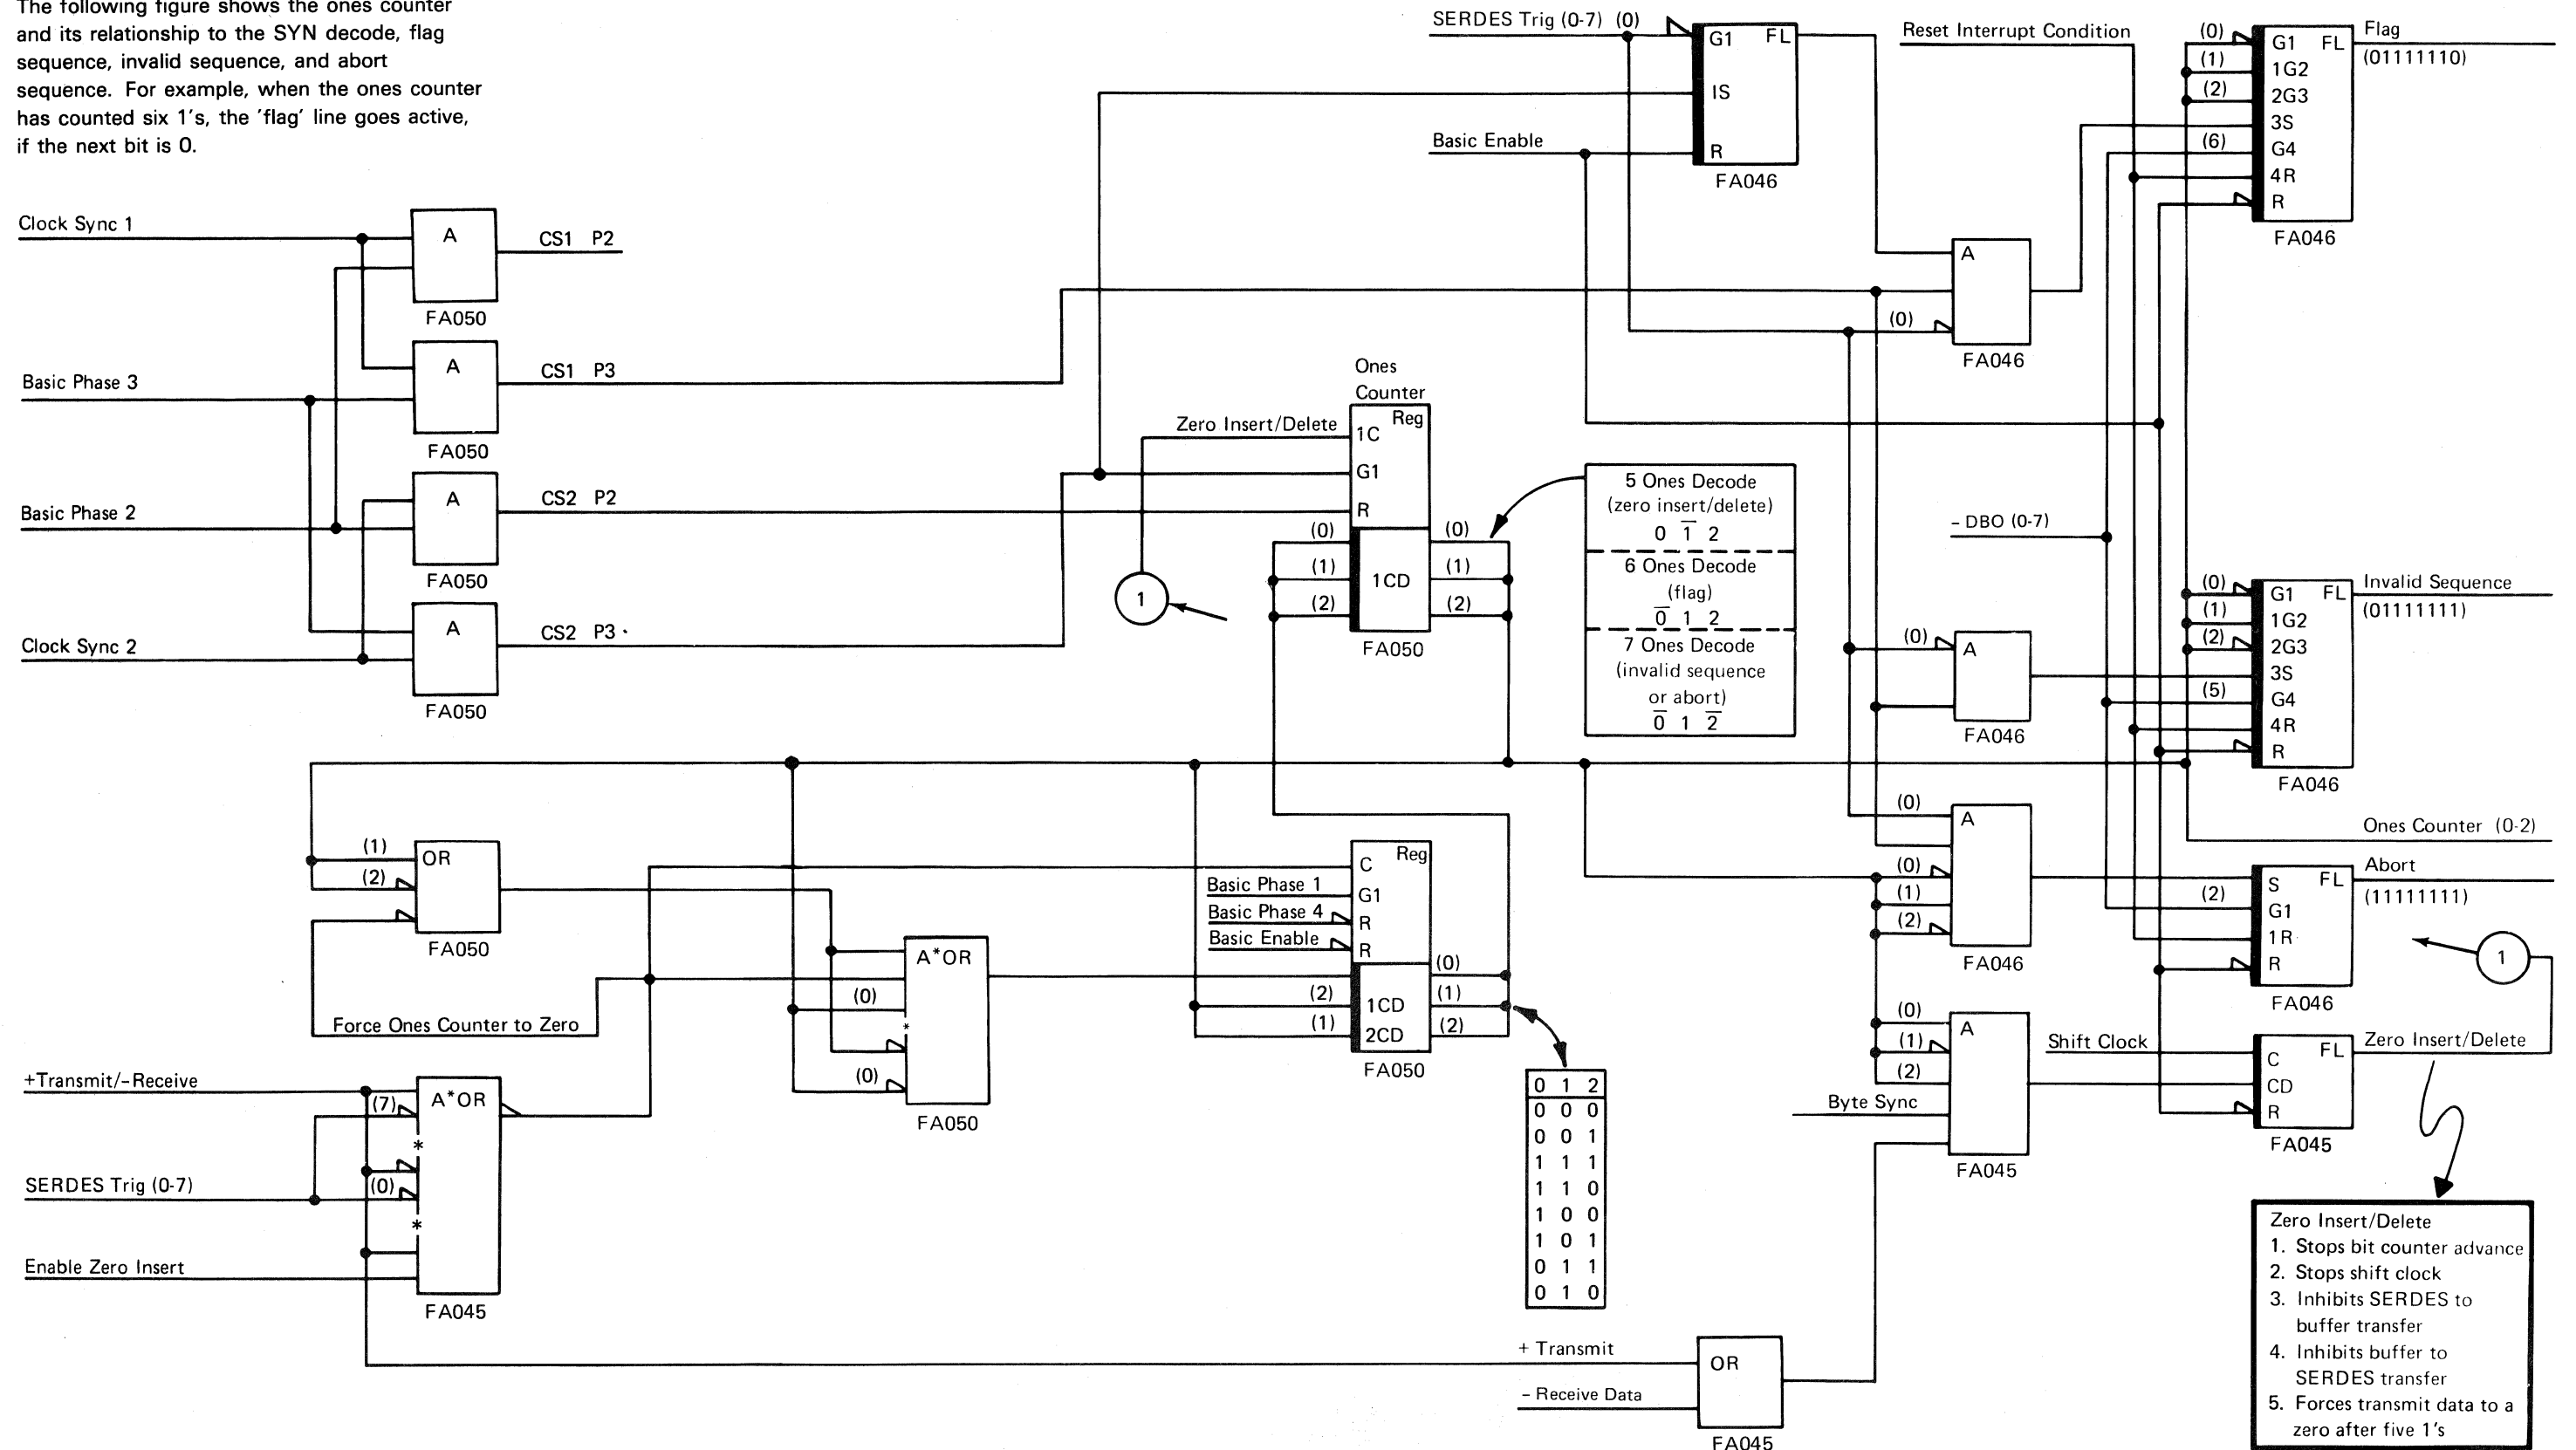 The following figure shows the ones counter
and its relationship to the SYN decode, flag
sequence, invalid sequence, and abort
sequence. For example, when the ones counter
has counted six 1's, the 'flag' line goes active,
if the next bit is 0.
Clock Sync 1
A
CS1 P2
FA050
Basic Phase 3
A
CS1 P3
FA050
Basic Phase 2
A
CS2 P2
FA050
Clock Sync 2
A
CS2 P3
FA050
SERDES Trig (0-7) (0)
G1 FL
IS
Basic Enable
R
FA046
Reset Interrupt Condition
(0) G1 FL
(1) 1G2
(2) 2G3
3S
(6) G4
4R
R
FA046
Flag
(01111110)
A
(0)
FA046
Ones
Counter
Zero Insert/Delete
Reg
1C
G1
R
(0) (0)
(1) 1CD (1)
(2) (2)
FA050
1
5 Ones Decode
(zero insert/delete)
0 1̅ 2
6 Ones Decode
(flag)
0̅ 1 2
7 Ones Decode
(invalid sequence
or abort)
0̅ 1 2̅
- DBO (0-7)
(0) A
FA046
(0) G1 FL
(1) 1G2
(2) 2G3
3S
(5) G4
4R
R
FA046
Invalid Sequence
(01111111)
Ones Counter (0-2)
(1) OR
(2)
FA050
Force Ones Counter to Zero
A*OR
(0)
*
(0)
FA050
Reg
C
Basic Phase 1 G1
Basic Phase 4 R
Basic Enable R
(0)
(2) 1CD (1)
(1) 2CD (2)
FA050
0 1 2
0 0 0
0 0 1
1 1 1
1 1 0
1 0 0
1 0 1
0 1 1
0 1 0
(0) A
(0)
(1)
(2)
FA046
S FL
(2) G1
1R
R
FA046
Abort
(11111111)
1
+Transmit/-Receive
(7) A*OR
*
SERDES Trig (0-7) (0)
*
Enable Zero Insert
FA045
(0) A
(1)
(2)
Byte Sync
FA045
Shift Clock
C FL
CD
R
FA045
Zero Insert/Delete
+ Transmit
OR
- Receive Data
FA045
Zero Insert/Delete
1. Stops bit counter advance
2. Stops shift clock
3. Inhibits SERDES to
buffer transfer
4. Inhibits buffer to
SERDES transfer
5. Forces transmit data to a
zero after five 1's